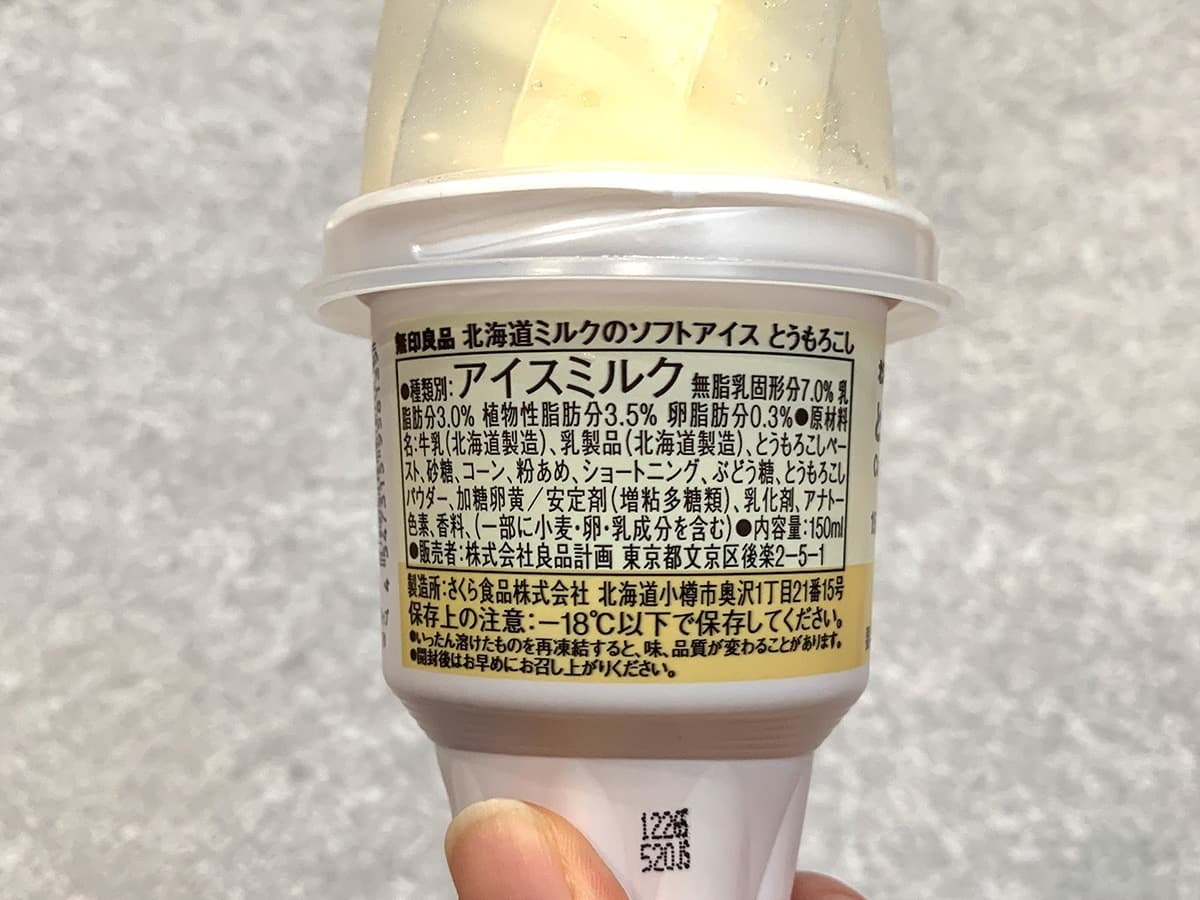 無印良品 北海道ミルクのソフトアイス とうもろこし
●種類別:アイスミルク 無脂乳固形分7.0% 乳
脂肪分3.0% 植物性脂肪分3.5% 卵脂肪分0.3%●原材料
名:牛乳(北海道製造)、乳製品(北海道製造)、とうもろこしペー
スト、砂糖、コーン、粉あめ、ショートニング、ぶどう糖、とうもろこし
パウダー、加糖卵黄／安定剤(増粘多糖類)、乳化剤、アナトー
色素、香料、(一部に小麦・卵・乳成分を含む)●内容量:150ml
●販売者:株式会社良品計画 東京都文京区後楽2−5−1
製造所:さくら食品株式会社 北海道小樽市奥沢1丁目21番15号
保存上の注意:−18℃以下で保存してください。
●いったん溶けたものを再凍結すると、味、品質が変わることがあります。
●開封後はお早めにお召し上がりください。